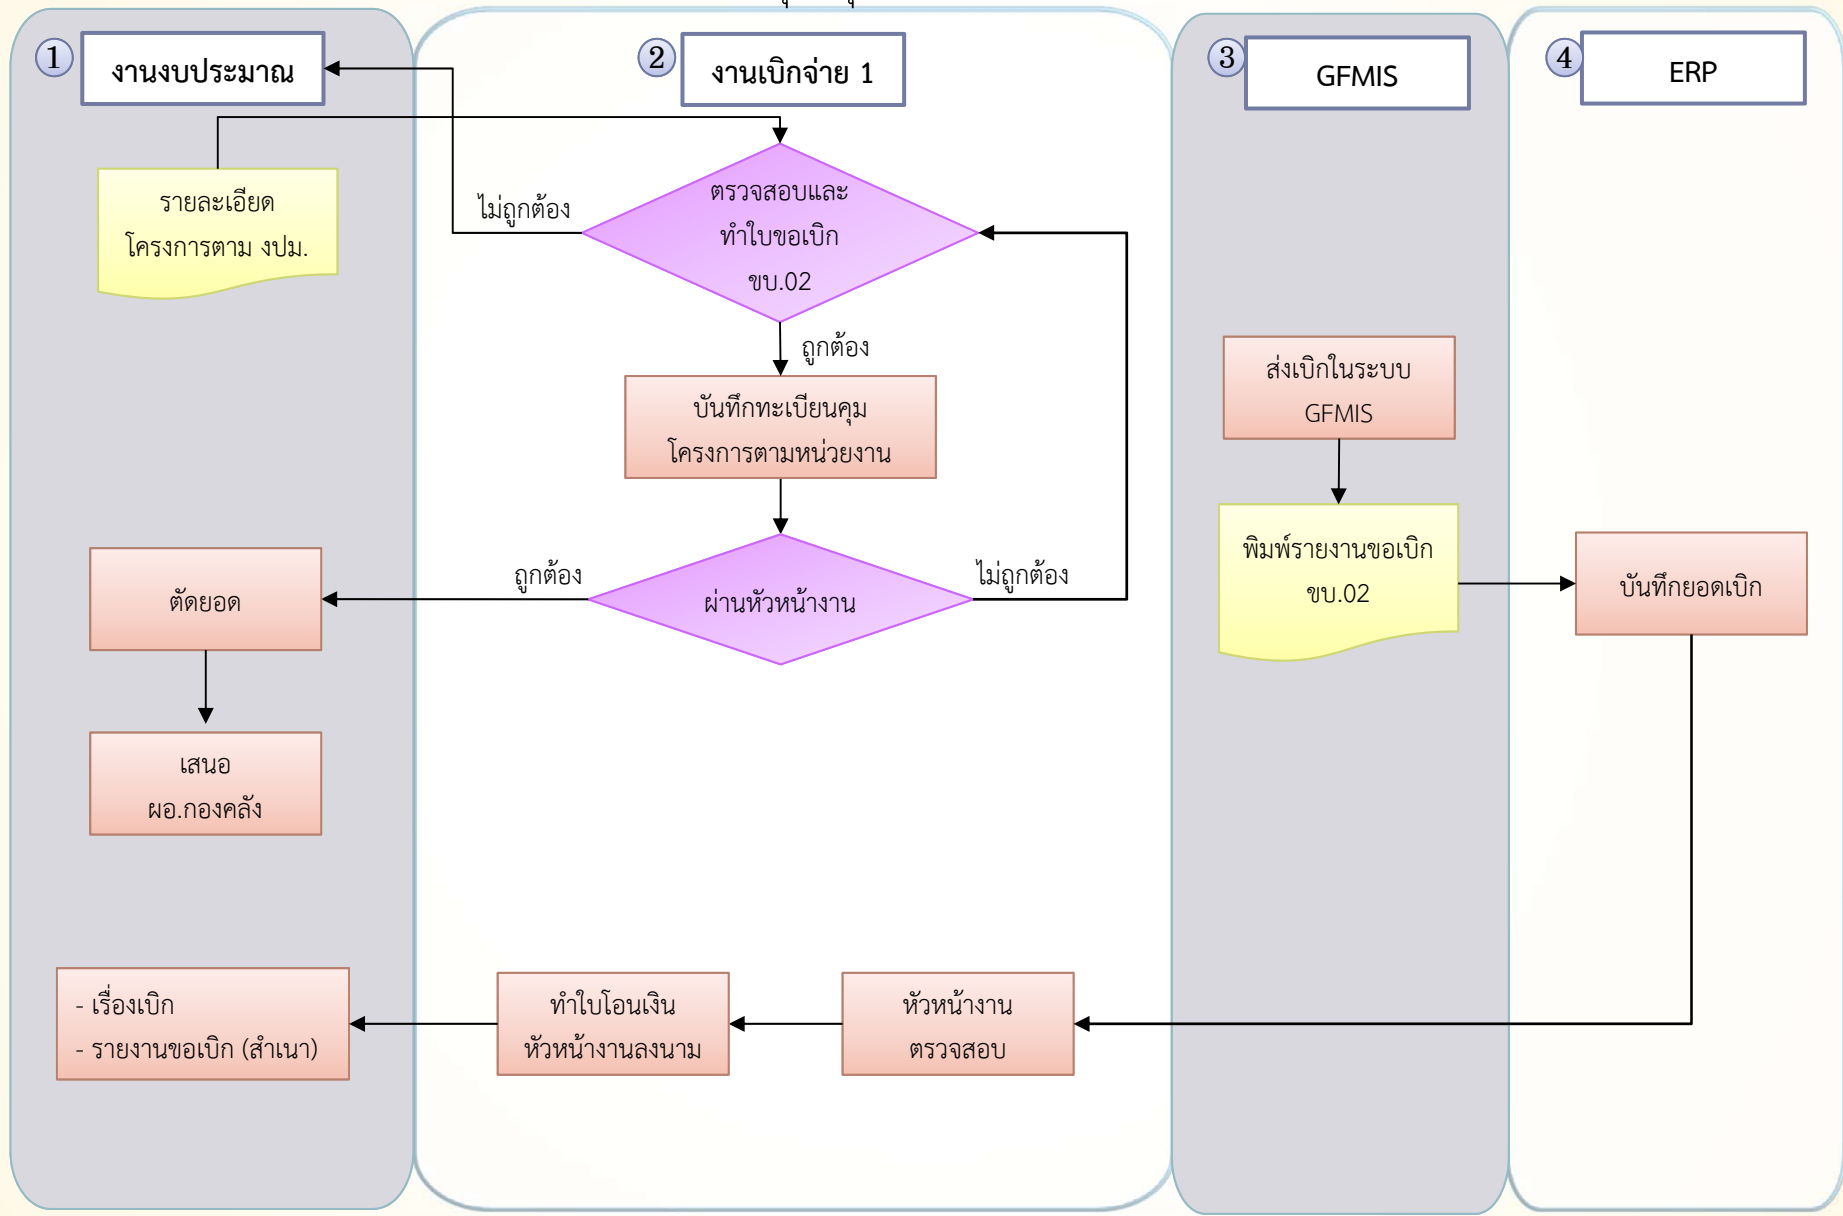 1
งานงบประมาณ
2
งานเบิกจ่าย 1
3
GFMIS
4
ERP
รายละเอียด
โครงการตาม งปม.
ไม่ถูกต้อง
ตรวจสอบและ
ทำใบขอเบิก
ขบ.02
ถูกต้อง
บันทึกทะเบียนคุม
โครงการตามหน่วยงาน
ส่งเบิกในระบบ
GFMIS
ตัดยอด
ถูกต้อง
ผ่านหัวหน้างาน
ไม่ถูกต้อง
พิมพ์รายงานขอเบิก
ขบ.02
บันทึกยอดเบิก
เสนอ
ผอ.กองคลัง
- เรื่องเบิก
- รายงานขอเบิก (สำเนา)
ทำใบโอนเงิน
หัวหน้างานลงนาม
หัวหน้างาน
ตรวจสอบ